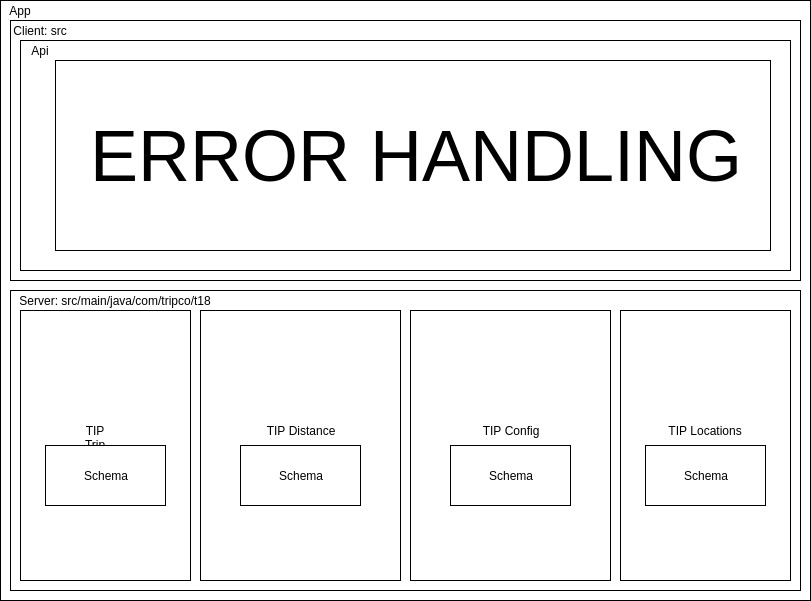 App
Client: src
Api
ERROR HANDLING
Server: src/main/java/com/tripco/t18
TIP
Trip
Schema
TIP Distance
Schema
TIP Config
Schema
TIP Locations
Schema